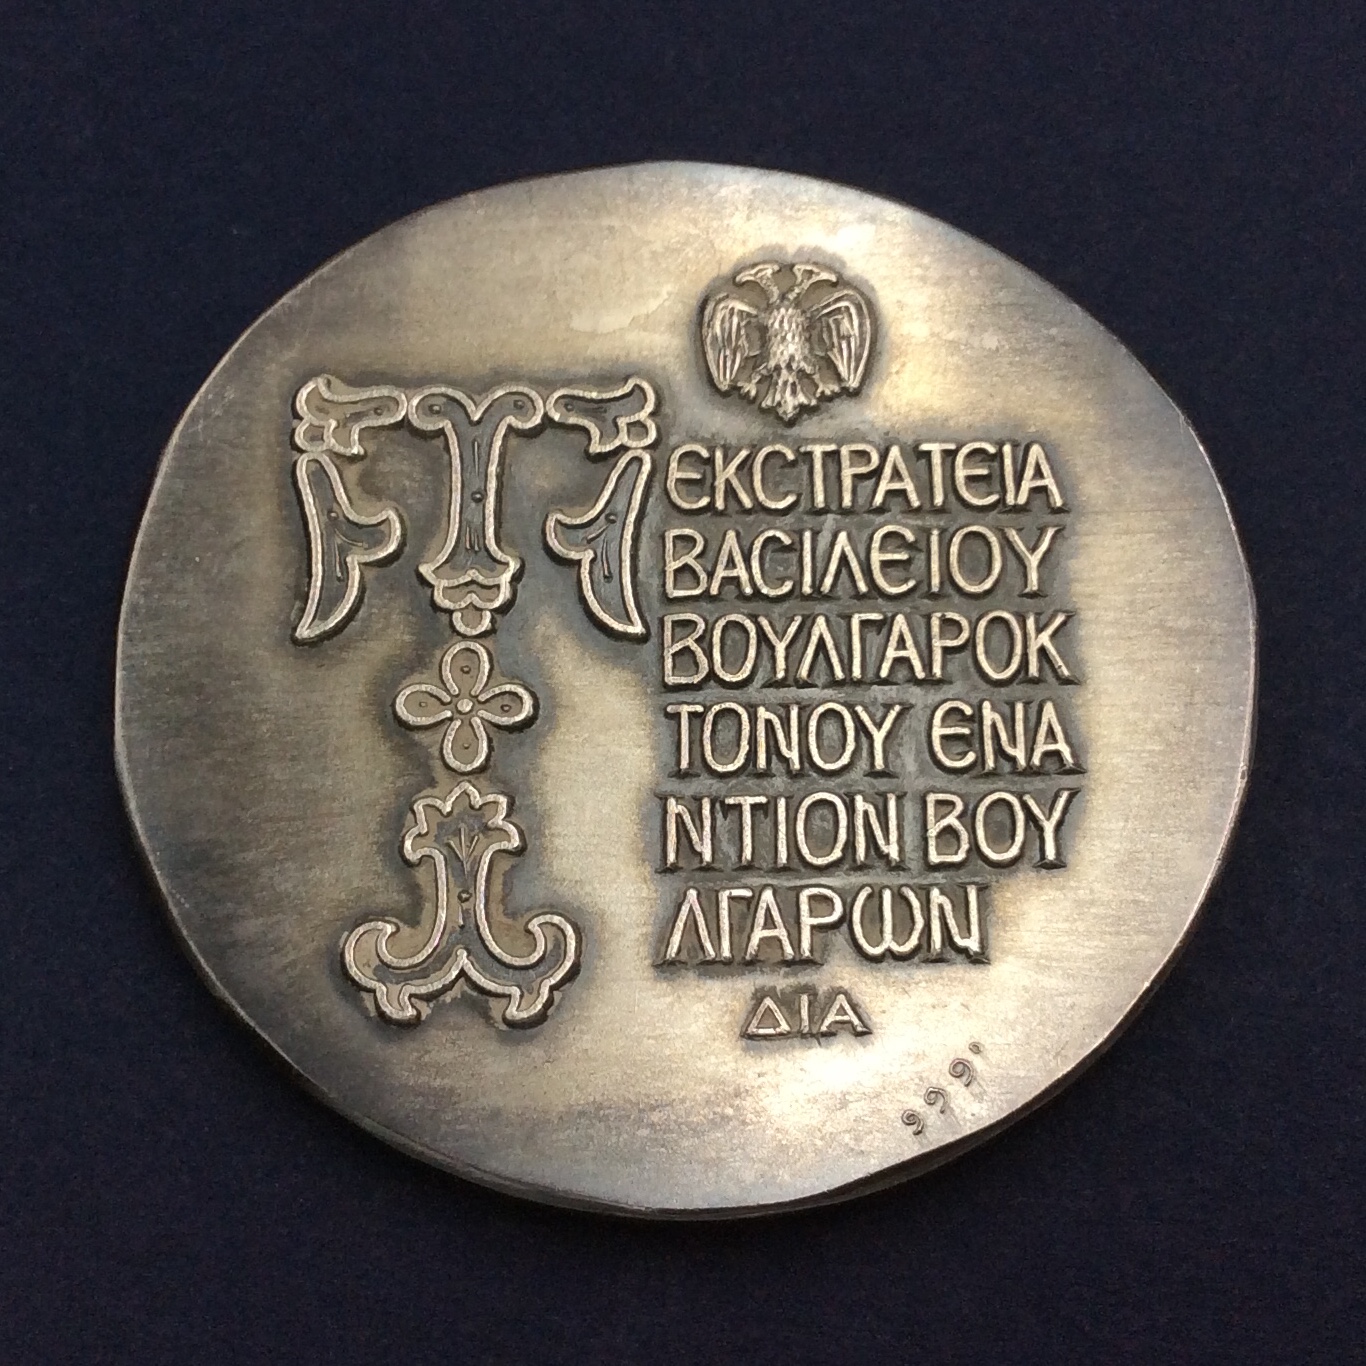 Τ
ΕΚCΤΡΑΤΕΙΑ
ΒΑCΙΛΕΙΟΥ
ΒΟΥΛΓΑΡΟΚ
ΤΟΝΟΥ ΕΝΑ
ΝΤΙΟΝ ΒΟΥ
ΛΓΑΡΩΝ
ΔΙΑ
999°